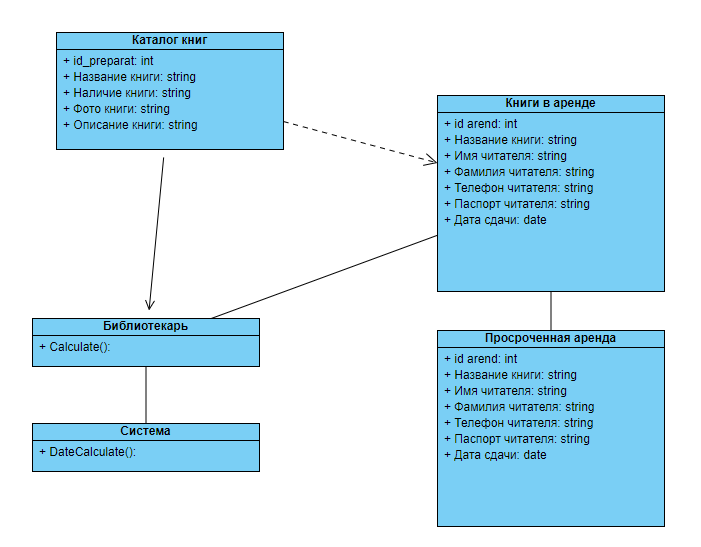 Каталог книг
+ id_preparat: int
+ Название книги: string
+ Наличие книги: string
+ Фото книги: string
+ Описание книги: string
Книги в аренде
+ id arend: int
+ Название книги: string
+ Имя читателя: string
+ Фамилия читателя: string
+ Телефон читателя: string
+ Паспорт читателя: string
+ Дата сдачи: date
Библиотекарь
+ Calculate():
Просроченная аренда
+ id arend: int
+ Название книги: string
+ Имя читателя: string
+ Фамилия читателя: string
+ Телефон читателя: string
+ Паспорт читателя: string
+ Дата сдачи: date
Система
+ DateCalculate():